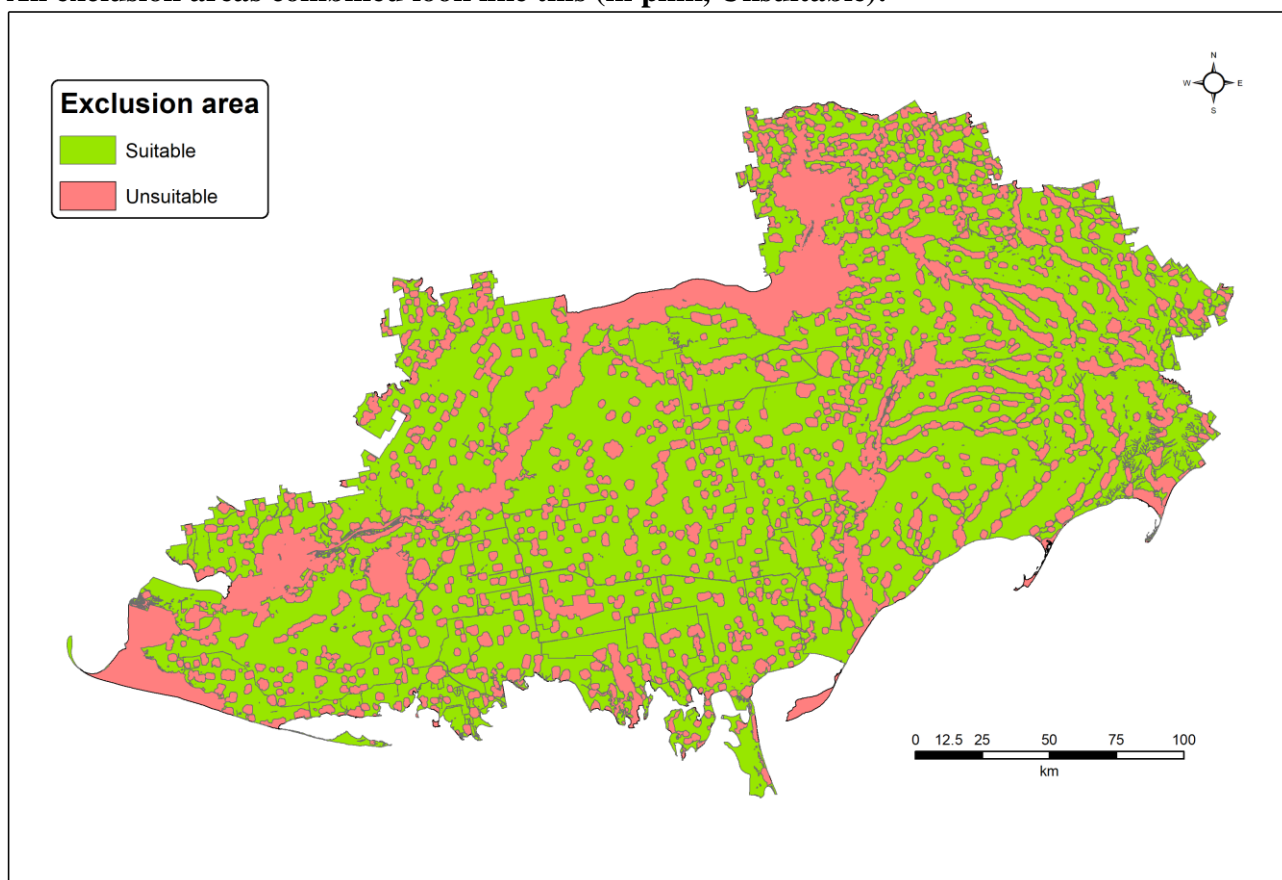 All exclusion areas combined look like this (in pink, Unsuitable):
Exclusion area
Suitable
Unsuitable
N
W E
S
0 12.5 25 50 75 100
km